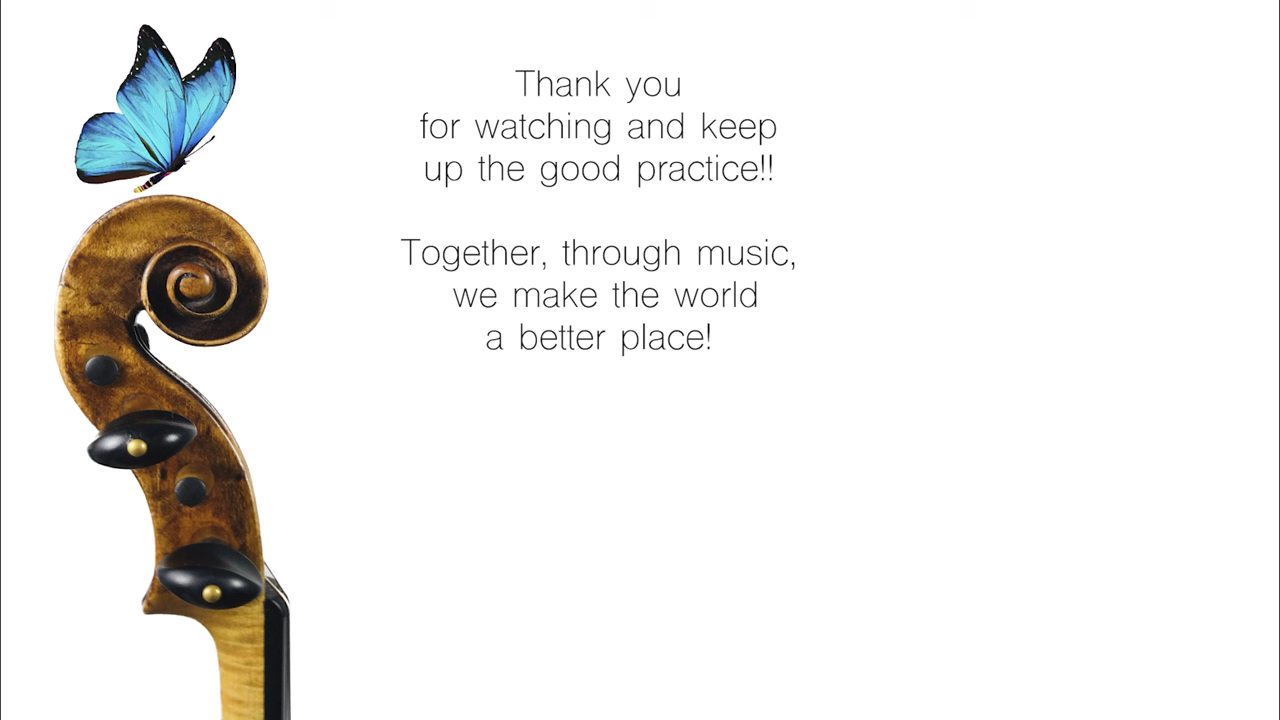 Thank you
for watching and keep
up the good practice!!
Together, through music,
we make the world
a better place!